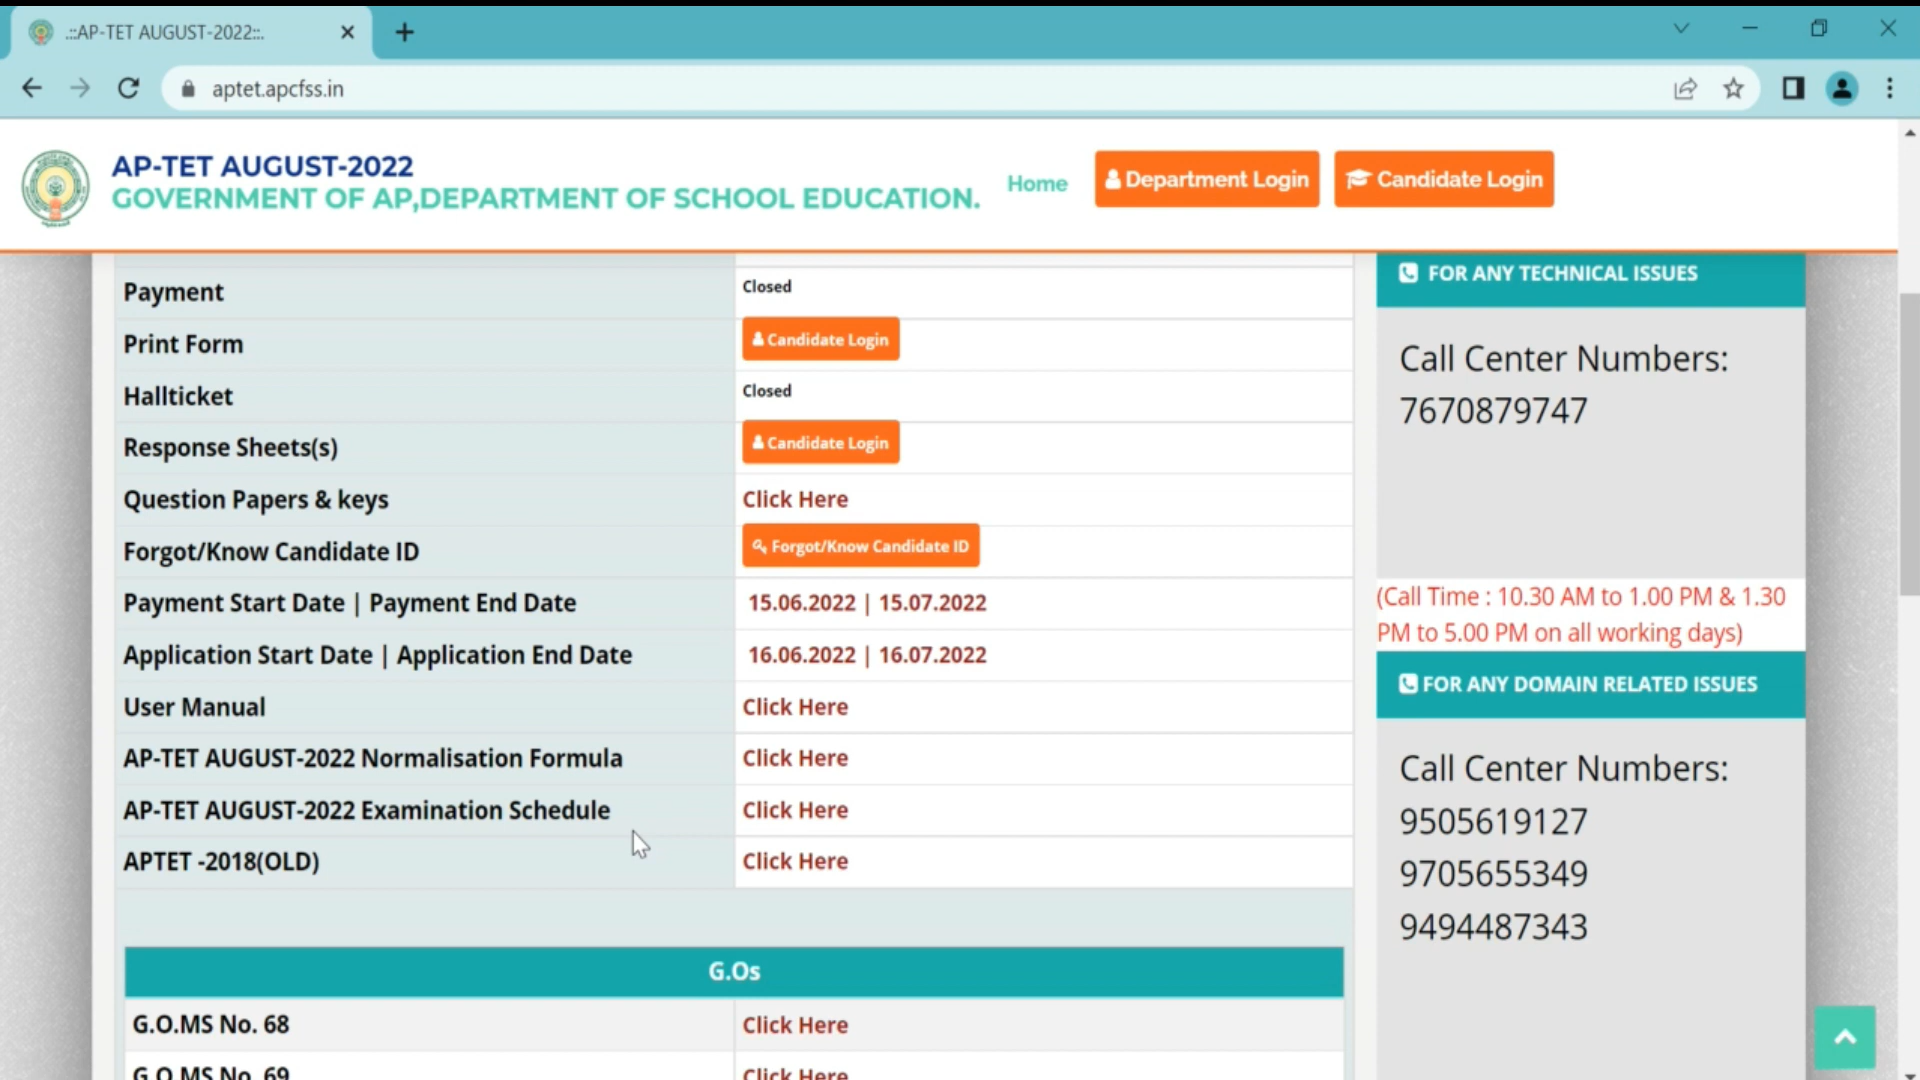 .::AP-TET AUGUST-2022::.
aptet.apcfss.in
AP-TET AUGUST-2022
GOVERNMENT OF AP,DEPARTMENT OF SCHOOL EDUCATION.
Home
Department Login
Candidate Login
Payment
Closed
Print Form
Candidate Login
Hallticket
Closed
Response Sheets(s)
Candidate Login
Question Papers & keys
Click Here
Forgot/Know Candidate ID
Forgot/Know Candidate ID
Payment Start Date | Payment End Date
15.06.2022 | 15.07.2022
Application Start Date | Application End Date
16.06.2022 | 16.07.2022
User Manual
Click Here
AP-TET AUGUST-2022 Normalisation Formula
Click Here
AP-TET AUGUST-2022 Examination Schedule
Click Here
APTET -2018(OLD)
Click Here
G.Os
G.O.MS No. 68
Click Here
G.O.MS No. 69
Click Here
FOR ANY TECHNICAL ISSUES
Call Center Numbers:
7670879747
(Call Time : 10.30 AM to 1.00 PM & 1.30
PM to 5.00 PM on all working days)
FOR ANY DOMAIN RELATED ISSUES
Call Center Numbers:
9505619127
9705655349
9494487343